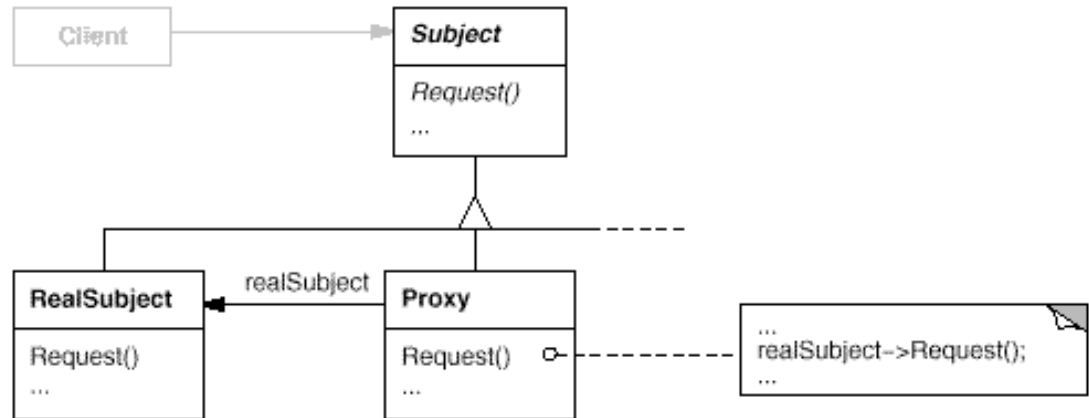 Client
Subject
Request()
...
realSubject
RealSubject
Request()
...
Proxy
Request()
...
...
realSubject->Request();
...